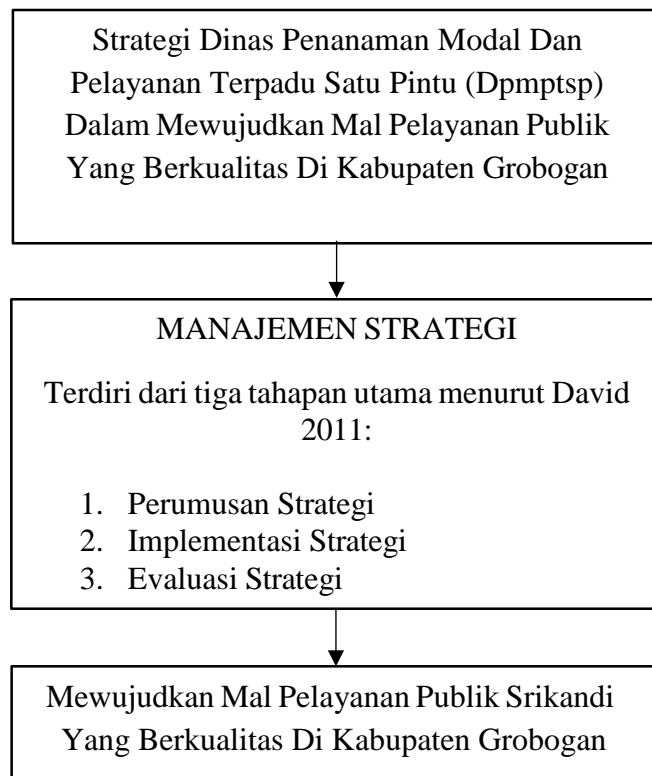 Strategi Dinas Penanaman Modal Dan
Pelayanan Terpadu Satu Pintu (Dpmptsp)
Dalam Mewujudkan Mal Pelayanan Publik
Yang Berkualitas Di Kabupaten Grobogan
MANAJEMEN STRATEGI
Terdiri dari tiga tahapan utama menurut David
2011:
1. Perumusan Strategi
2. Implementasi Strategi
3. Evaluasi Strategi
Mewujudkan Mal Pelayanan Publik Srikandi
Yang Berkualitas Di Kabupaten Grobogan